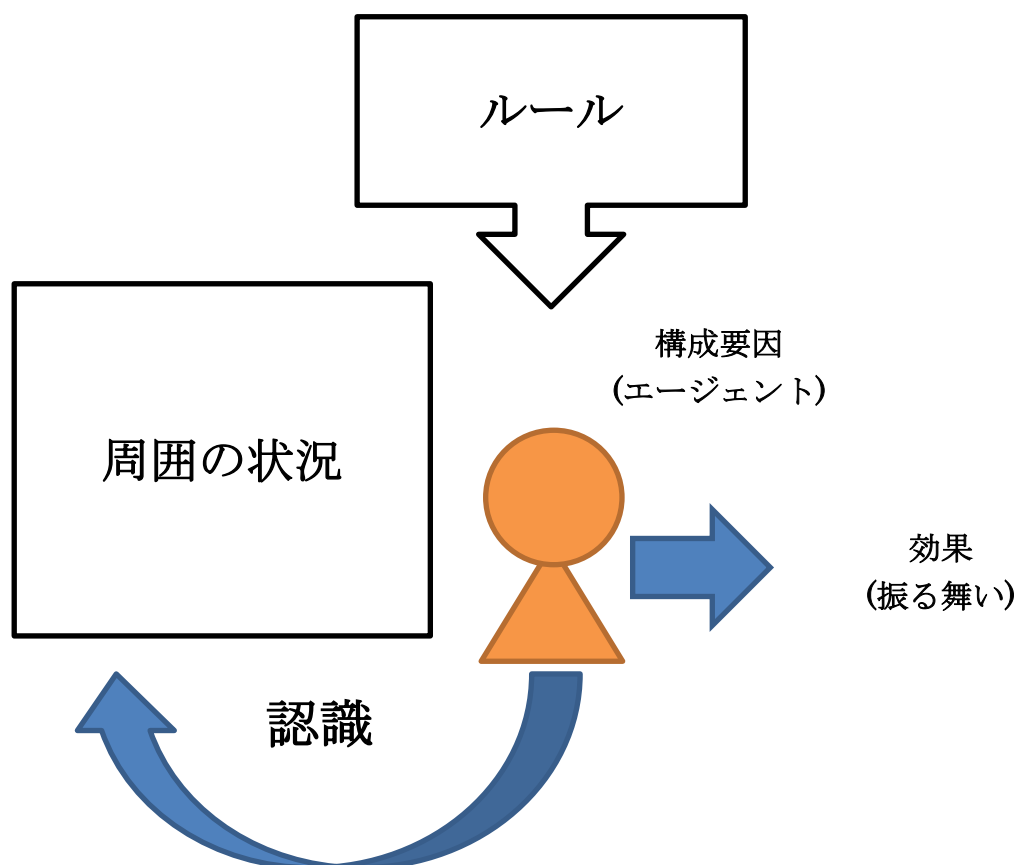 ルール
構成要因
(エージェント)
周囲の状況
効果
(振る舞い)
認識